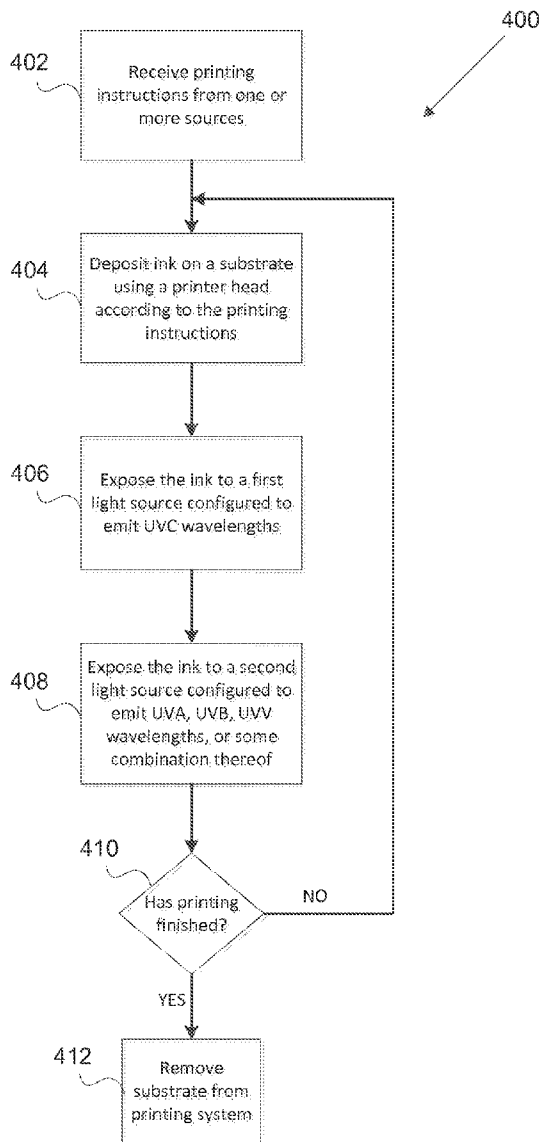 400
402
Receive printing
instructions from one or
more sources
404
Deposit ink on a substrate
using a printer head
according to the printing
instructions
406
Expose the ink to a first
light source configured to
emit UVC wavelengths
408
Expose the ink to a second
light source configured to
emit UVA, UVB, UVV
wavelengths, or some
combination thereof
410
Has printing
finished?
NO
YES
412
Remove
substrate from
printing system